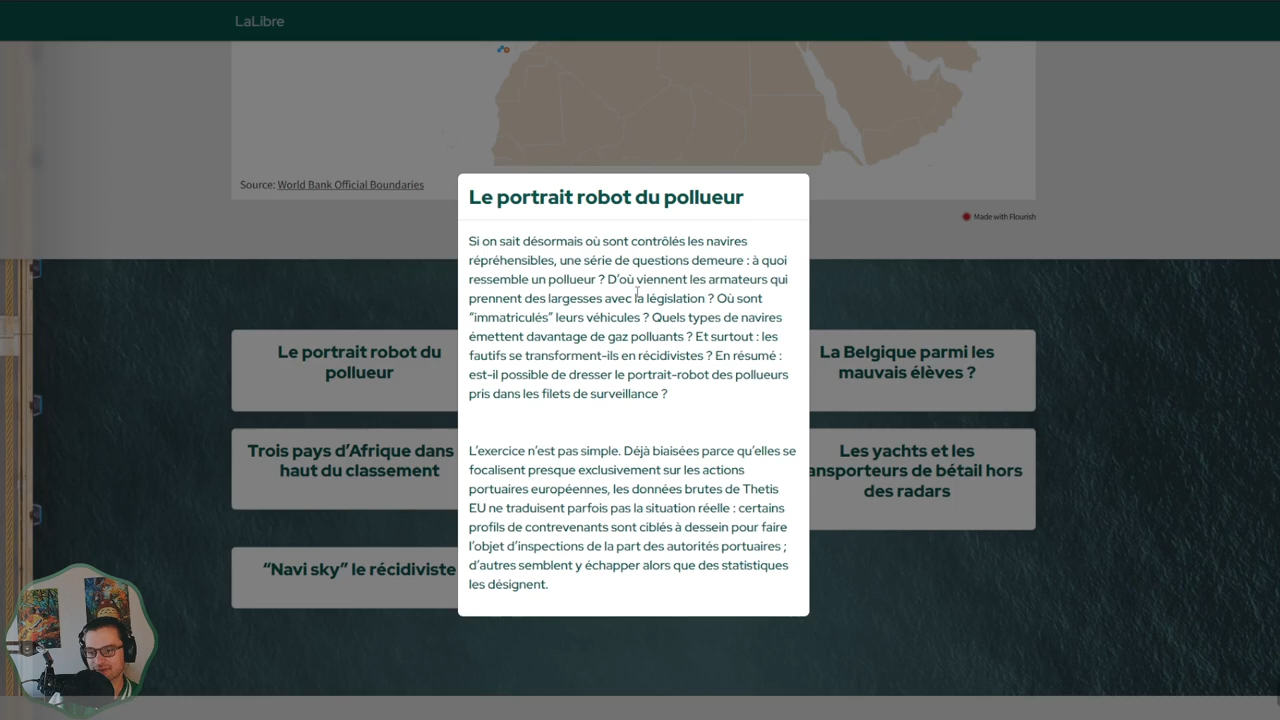 LaLibre
Source: World Bank Official Boundaries
Made with Flourish
Le portrait robot du pollueur
Si on sait désormais où sont contrôlés les navires
répréhensibles, une série de questions demeure : à quoi
ressemble un pollueur ? D’où viennent les armateurs qui
prennent des largesses avec la législation ? Où sont
“immatriculés” leurs véhicules ? Quels types de navires
émettent davantage de gaz polluants ? Et surtout : les
fautifs se transforment-ils en récidivistes ? En résumé :
est-il possible de dresser le portrait-robot des pollueurs
pris dans les filets de surveillance ?
L’exercice n’est pas simple. Déjà biaisées parce qu’elles se
focalisent presque exclusivement sur les actions
portuaires européennes, les données brutes de Thetis
EU ne traduisent parfois pas la situation réelle : certains
profils de contrevenants sont ciblés à dessein pour faire
l’objet d’inspections de la part des autorités portuaires ;
d’autres semblent y échapper alors que des statistiques
les désignent.
Le portrait robot du
pollueur
La Belgique parmi les
mauvais élèves ?
Trois pays d’Afrique dans
haut du classement
Les yachts et les
ansporteurs de bétail hors
des radars
“Navi sky” le récidiviste